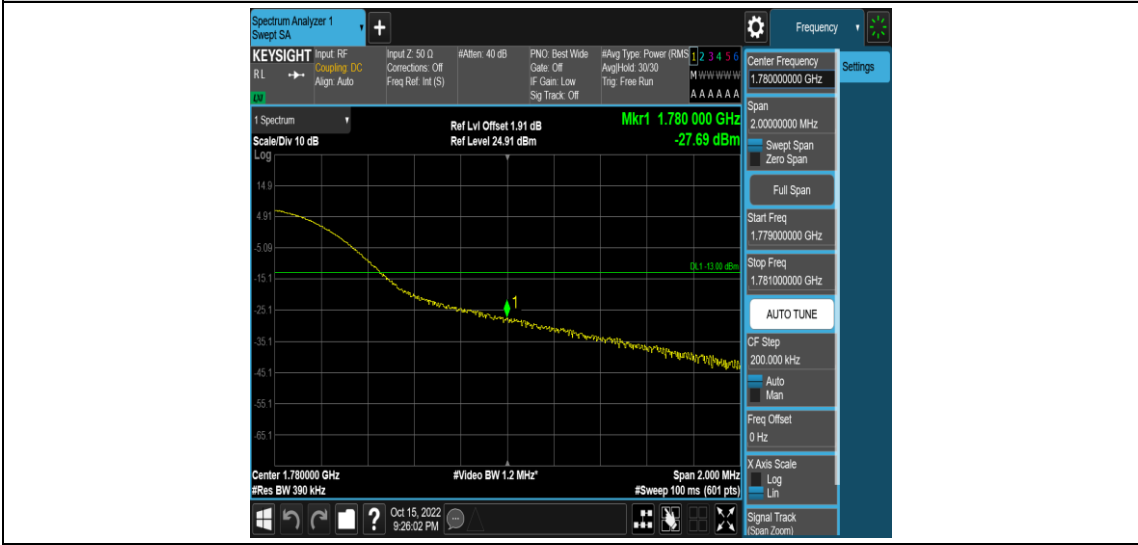 Spectrum Analyzer 1
Swept SA
+
Frequency
KEYSIGHT
RL
LNI
Input: RF
Coupling: DC
Align: Auto
Input Z: 50 Ω
Corrections: Off
Freq Ref: Int (S)
#Atten: 40 dB
PNO: Best Wide
Gate: Off
IF Gain: Low
Sig Track: Off
#Avg Type: Power (RMS
Avg|Hold: 30/30
Trig: Free Run
1 2 3 4 5 6
M W W W W W
A A A A A A
1 Spectrum
Scale/Div 10 dB
Ref Lvl Offset 1.91 dB
Ref Level 24.91 dBm
Mkr1 1.780 000 GHz
-27.69 dBm
Log
14.9
4.91
-5.09
-15.1
-25.1
-35.1
-45.1
-55.1
-65.1
DL1 -13.00 dBm
1
Center 1.780000 GHz
#Res BW 390 kHz
#Video BW 1.2 MHz*
Span 2.000 MHz
#Sweep 100 ms (601 pts)
?
Oct 15, 2022
9:26:02 PM
Center Frequency
1.780000000 GHz
Settings
Span
2.00000000 MHz
Swept Span
Zero Span
Full Span
Start Freq
1.779000000 GHz
Stop Freq
1.781000000 GHz
AUTO TUNE
CF Step
200.000 kHz
Auto
Man
Freq Offset
0 Hz
X Axis Scale
Log
Lin
Signal Track
(Span Zoom)